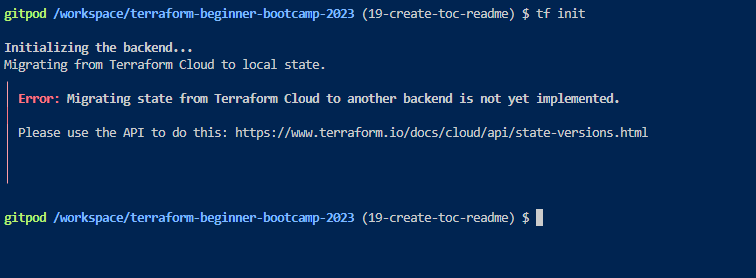 gitpod /workspace/terraform-beginner-bootcamp-2023 (19-create-toc-readme) $ tf init
Initializing the backend...
Migrating from Terraform Cloud to local state.
Error: Migrating state from Terraform Cloud to another backend is not yet implemented.
Please use the API to do this: https://www.terraform.io/docs/cloud/api/state-versions.html
gitpod /workspace/terraform-beginner-bootcamp-2023 (19-create-toc-readme) $